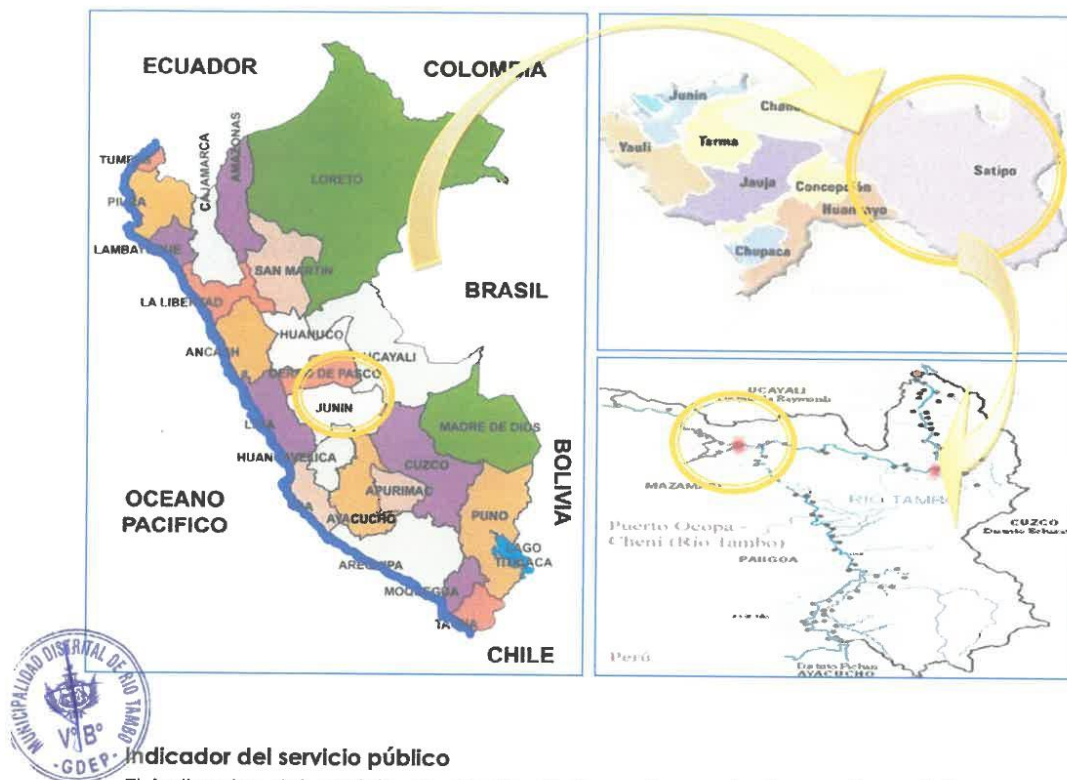 ECUADOR
COLOMBIA
TUMBES
PIURA
CAJAMARCA
AMAZONAS
LORETO
LAMBAYEQUE
SAN MARTIN
LA LIBERTAD
BRASIL
HUANUCO
ANCASH
UCAYALI
CERRO DE PASCO
JUNIN
LIMA
MADRE DE DIOS
HUANCAVELICA
CUZCO
BOLIVIA
OCEANO
PACIFICO
APURIMAC
AYACUCHO
PUNO
LAGO
TITICACA
AREQUIPA
MOQUEGUA
TACNA
CHILE
Junin
Yauli
Tarma
Jauja
Concepción
Huancayo
Chupaca
Satipo
UCAYALI
MAZAMARI
RIO TAMBO
Puerto Ocopa -
Cheni (Río Tambo)
PANGOA
CUZCO
Perú
AYACUCHO
MUNICIPALIDAD DISTRITAL DE RIO TAMBO
V° B°
- GDEP -
Indicador del servicio público